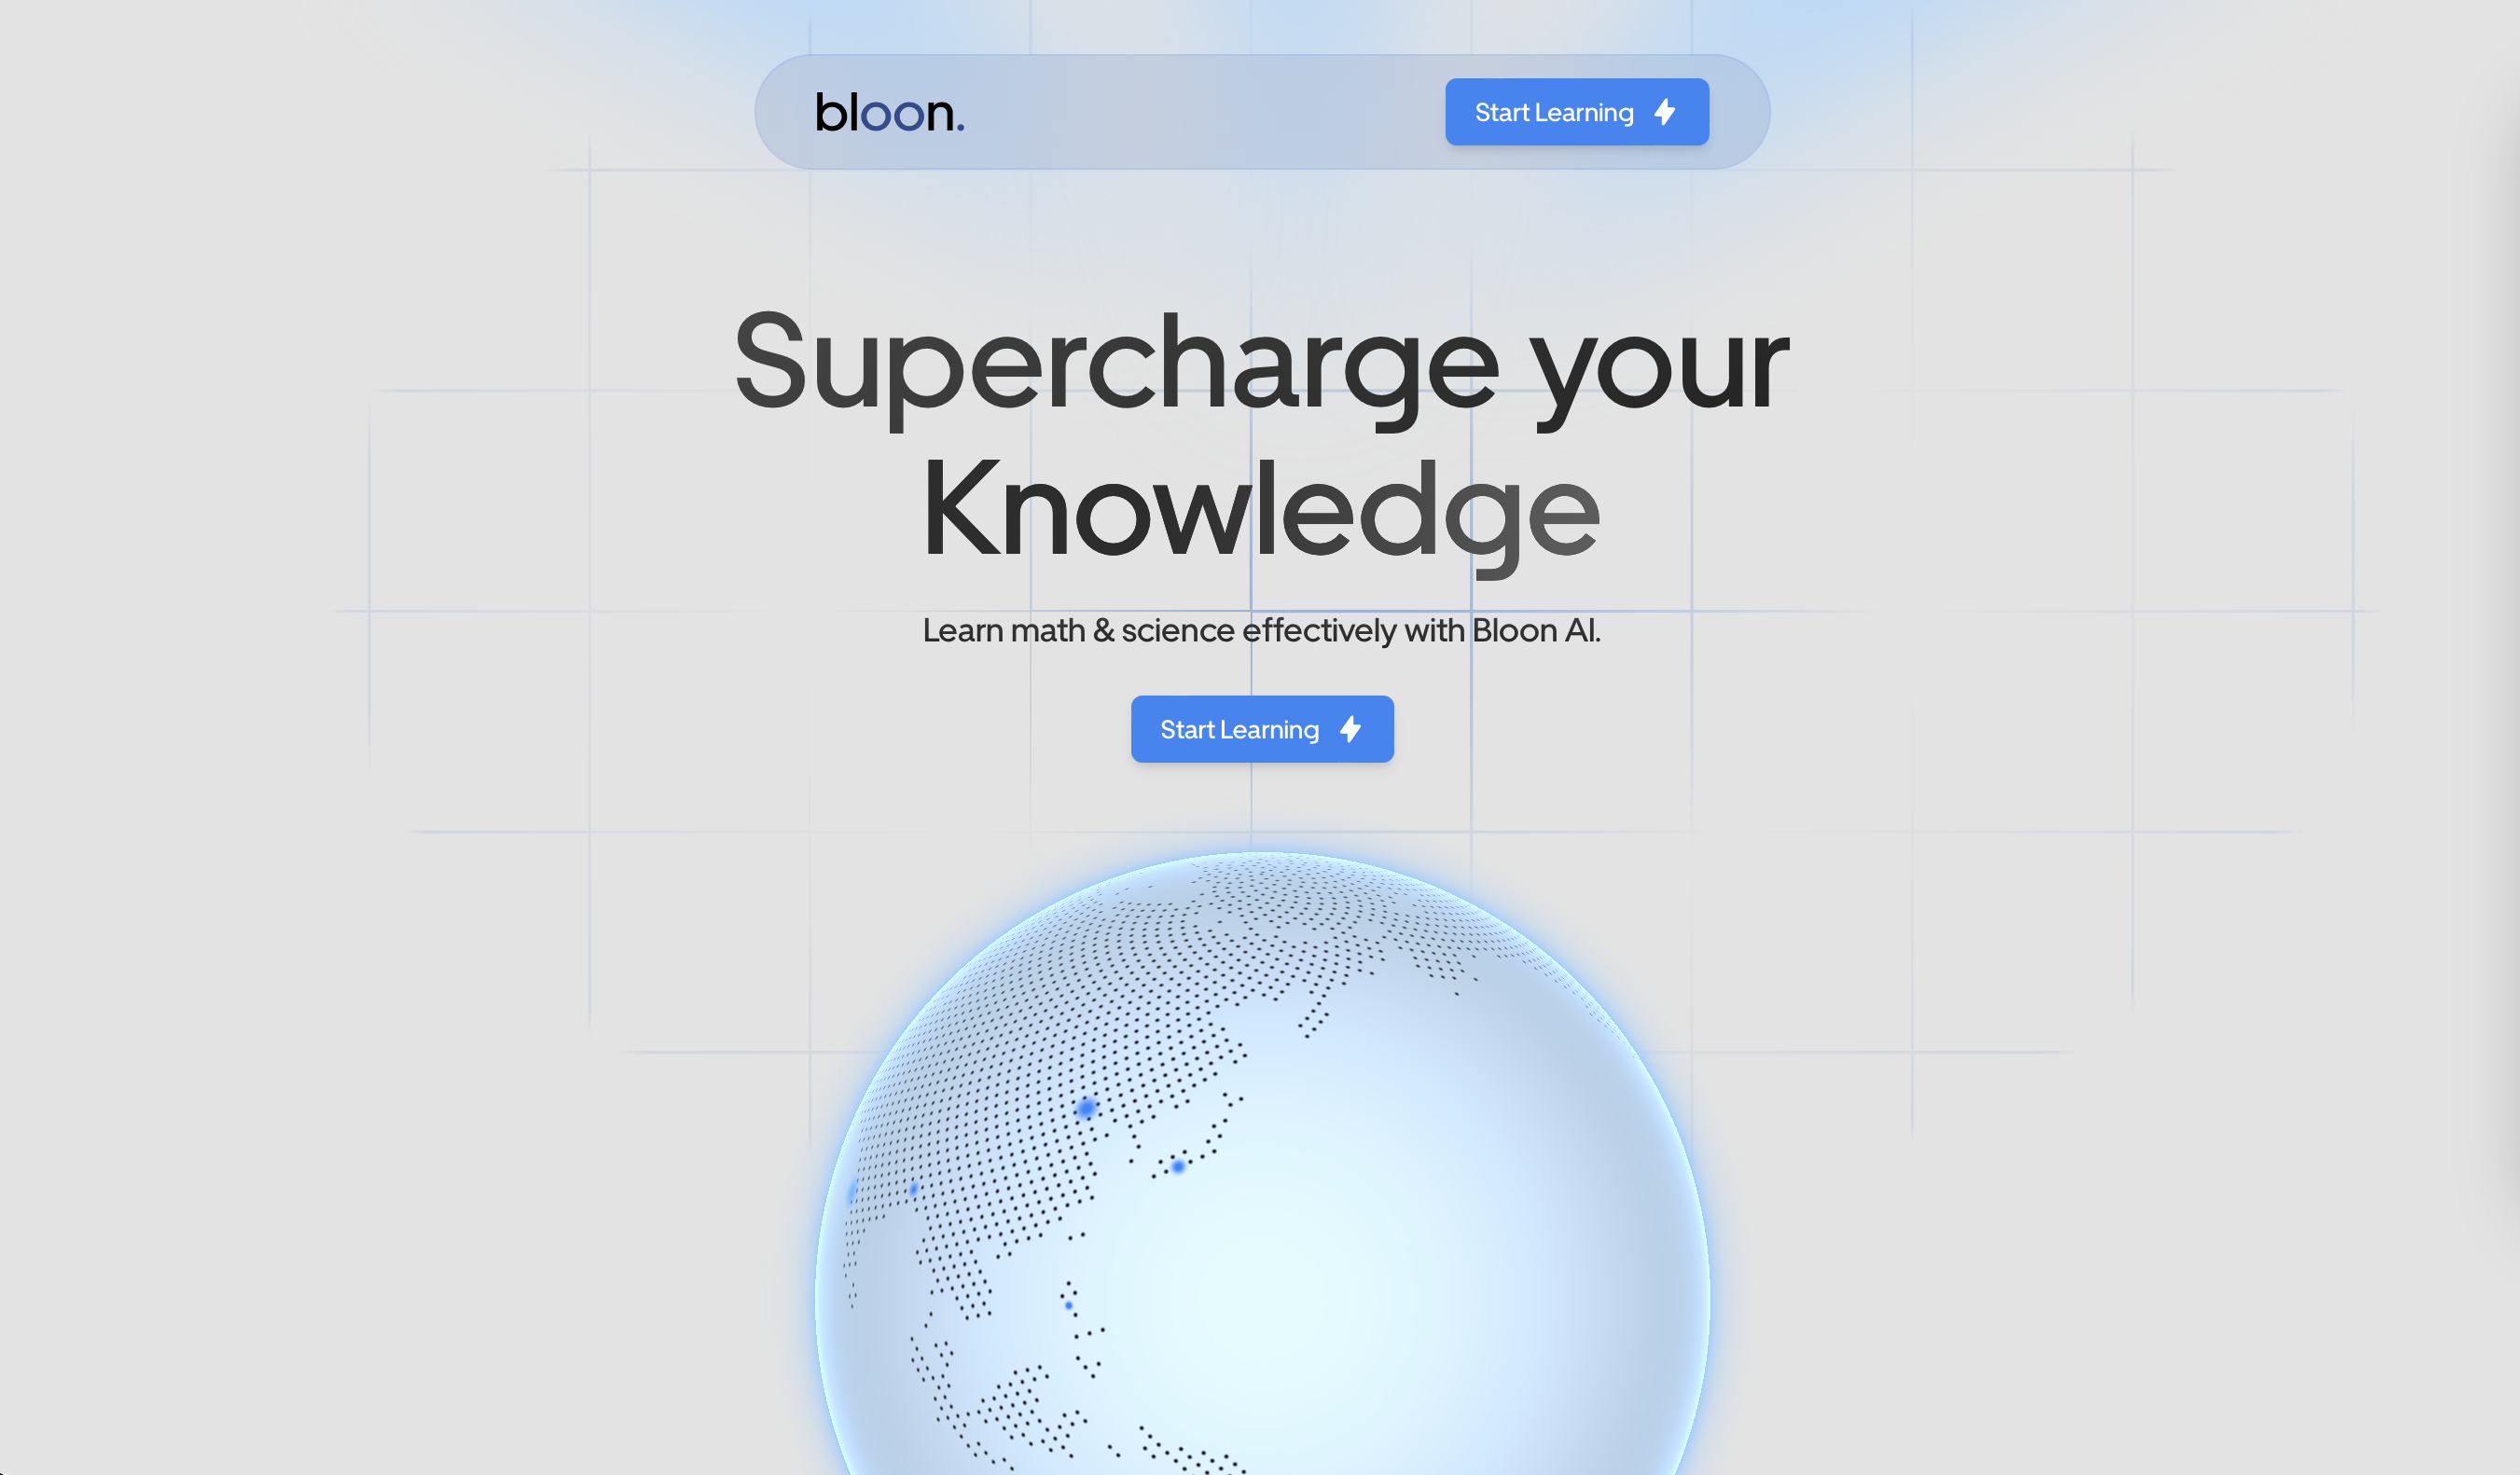 bloon.
Start Learning
Supercharge your
Knowledge
Learn math & science effectively with Bloon AI.
Start Learning